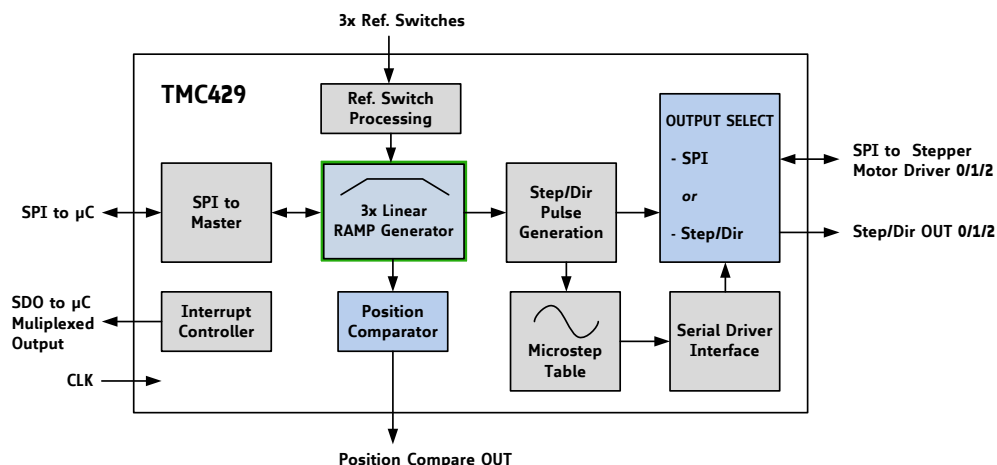 3x Ref. Switches
TMC429
Ref. Switch
Processing
OUTPUT SELECT
- SPI
or
- Step/Dir
SPI to Stepper
Motor Driver 0/1/2
Step/Dir OUT 0/1/2
SPI to µC
SPI to
Master
3x Linear
RAMP Generator
Step/Dir
Pulse
Generation
SDO to µC
Muliplexed
Output
Interrupt
Controller
Position
Comparator
Microstep
Table
Serial Driver
Interface
CLK
Position Compare OUT